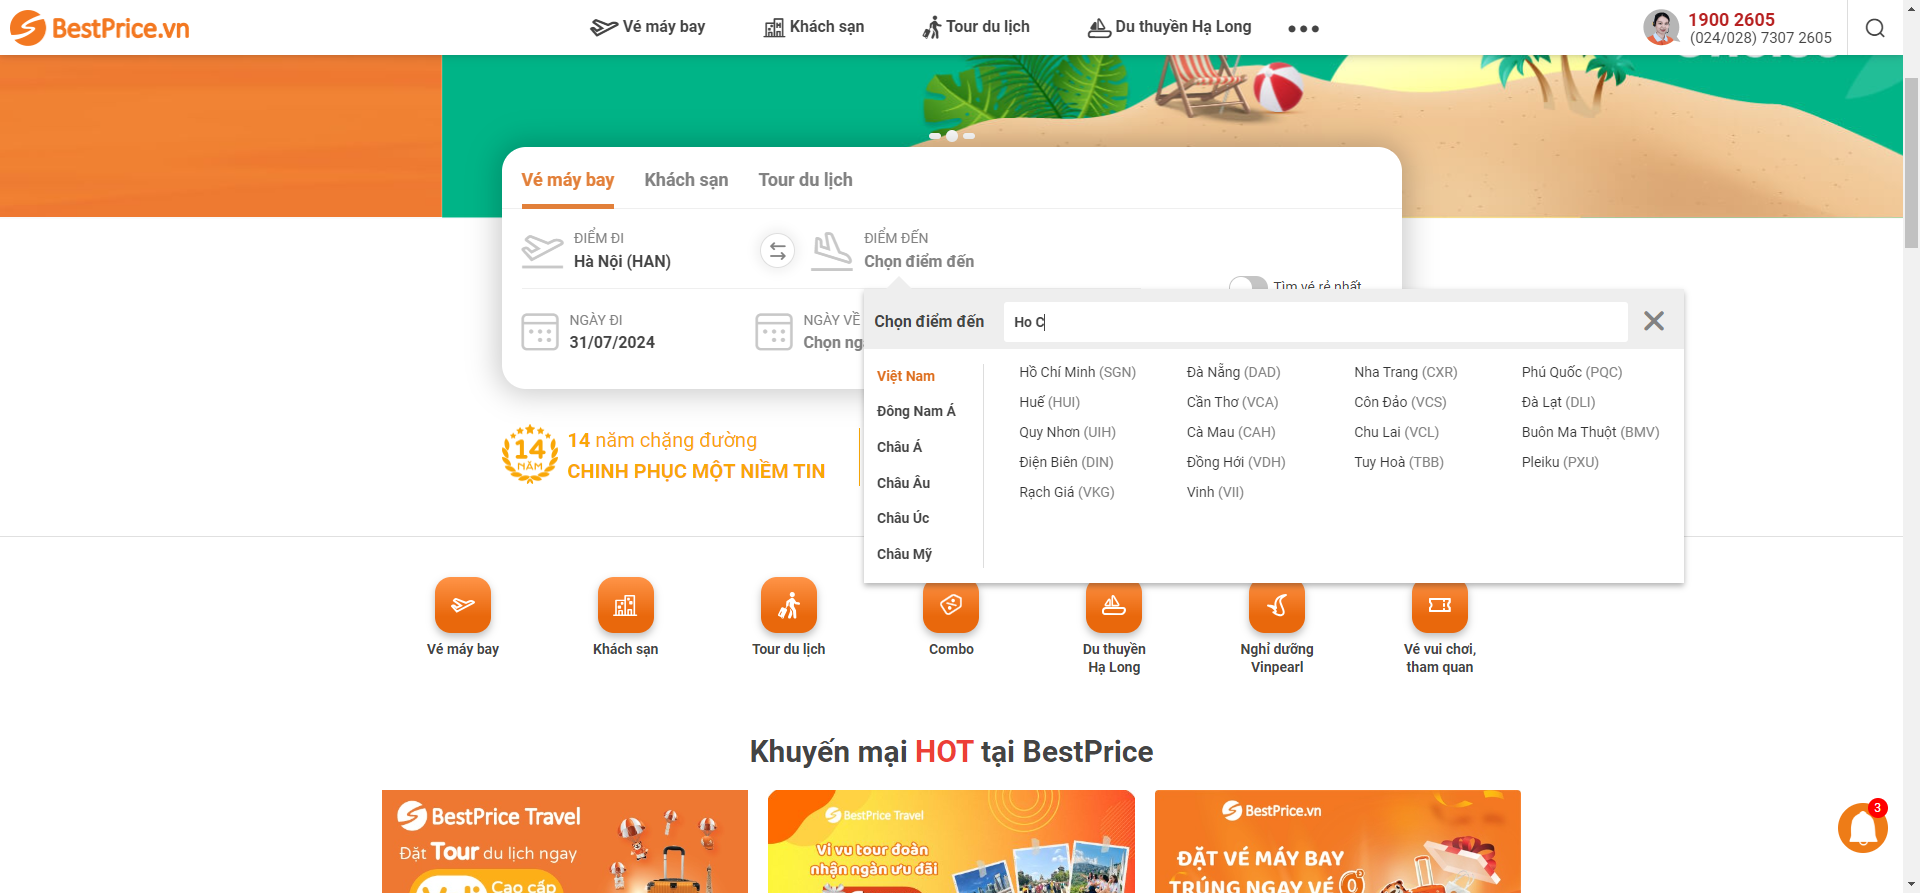 BestPrice.vn
Vé máy bay
Khách sạn
Tour du lịch
Du thuyền Hạ Long
1900 2605
(024/028) 7307 2605
Vé máy bay
Khách sạn
Tour du lịch
ĐIỂM ĐI
Hà Nội (HAN)
ĐIỂM ĐẾN
Chọn điểm đến
Tìm vé rẻ nhất
NGÀY ĐI
31/07/2024
NGÀY VỀ
Chọn ng
Chọn điểm đến
Ho C
Việt Nam
Đông Nam Á
Châu Á
Châu Âu
Châu Úc
Châu Mỹ
Hồ Chí Minh (SGN)
Đà Nẵng (DAD)
Nha Trang (CXR)
Phú Quốc (PQC)
Huế (HUI)
Cần Thơ (VCA)
Côn Đảo (VCS)
Đà Lạt (DLI)
Quy Nhơn (UIH)
Cà Mau (CAH)
Chu Lai (VCL)
Buôn Ma Thuột (BMV)
Điện Biên (DIN)
Đồng Hới (VDH)
Tuy Hoà (TBB)
Pleiku (PXU)
Rạch Giá (VKG)
Vinh (VII)
14
NĂM
14 năm chặng đường
CHINH PHỤC MỘT NIỀM TIN
Vé máy bay
Khách sạn
Tour du lịch
Combo
Du thuyền
Hạ Long
Nghỉ dưỡng
Vinpearl
Vé vui chơi,
tham quan
Khuyến mại HOT tại BestPrice
BestPrice Travel
Đặt Tour du lịch ngay
Cao cấp
BestPrice Travel
Vi vu tour đoàn
nhận ngàn ưu đãi
BestPrice.vn
ĐẶT VÉ MÁY BAY
TRÚNG NGAY VÉ 0
3